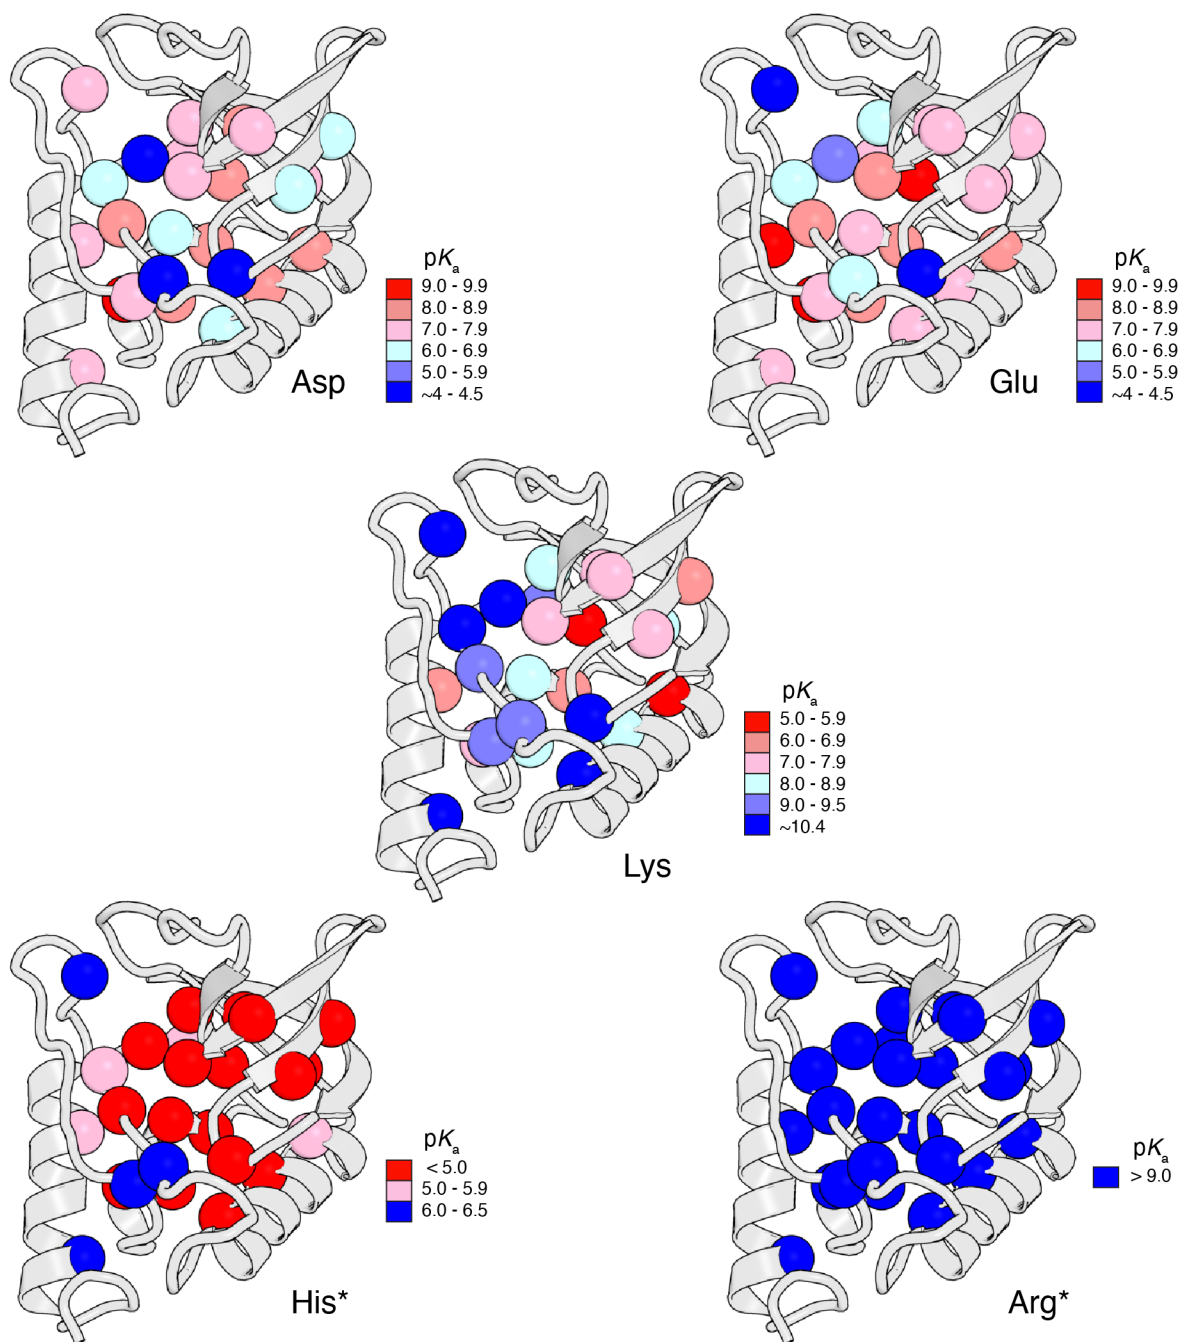 pKa
9.0 - 9.9
8.0 - 8.9
7.0 - 7.9
6.0 - 6.9
5.0 - 5.9
~4 - 4.5
Asp
pKa
9.0 - 9.9
8.0 - 8.9
7.0 - 7.9
6.0 - 6.9
5.0 - 5.9
~4 - 4.5
Glu
pKa
5.0 - 5.9
6.0 - 6.9
7.0 - 7.9
8.0 - 8.9
9.0 - 9.5
~10.4
Lys
pKa
< 5.0
5.0 - 5.9
6.0 - 6.5
His*
pKa
> 9.0
Arg*